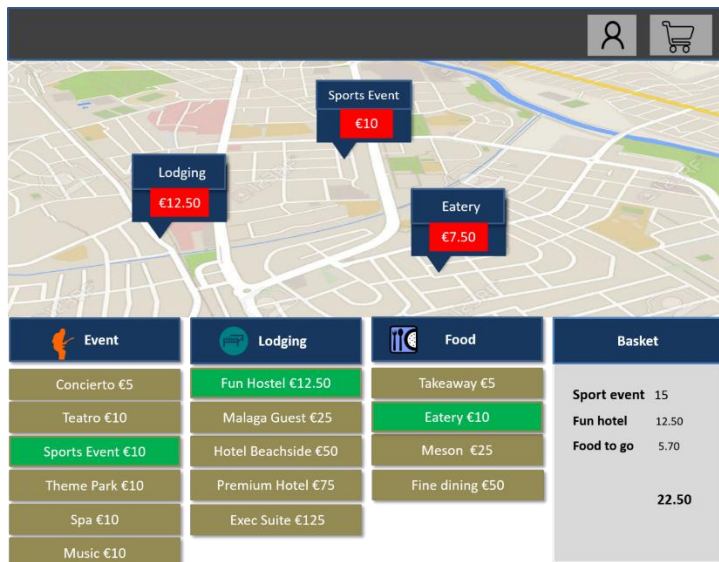 Sports Event
€10
Lodging
€12.50
Eatery
€7.50
Event
Lodging
Food
Basket
Concierto €5
Teatro €10
Sports Event €10
Theme Park €10
Spa €10
Music €10
Fun Hostel €12.50
Malaga Guest €25
Hotel Beachside €50
Premium Hotel €75
Exec Suite €125
Takeaway €5
Eatery €10
Meson €25
Fine dining €50
Sport event 15
Fun hotel 12.50
Food to go 5.70
22.50